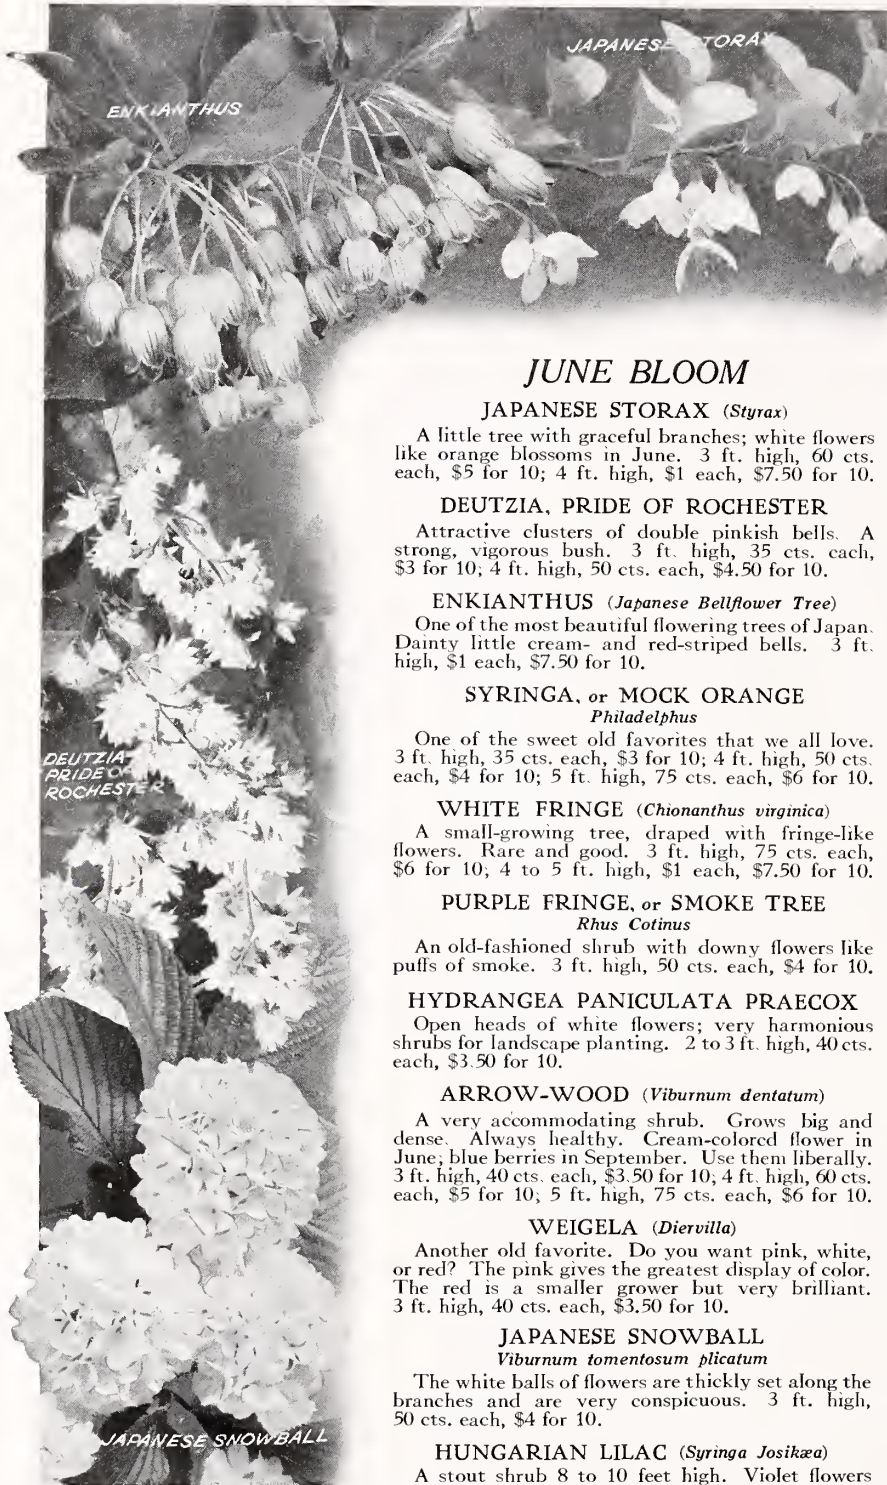 JAPANESE STORAX
ENKIANTHUS
JUNE BLOOM
JAPANESE STORAX (Styrax)
A little tree with graceful branches; white flowers
like orange blossoms in June. 3 ft. high, 60 cts.
each, $5 for 10; 4 ft. high, $1 each, $7.50 for 10.
DEUTZIA, PRIDE OF ROCHESTER
Attractive clusters of double pinkish bells. A
strong, vigorous bush. 3 ft. high, 35 cts. each,
$3 for 10; 4 ft. high, 50 cts. each, $4.50 for 10.
ENKIANTHUS (Japanese Bellflower Tree)
One of the most beautiful flowering trees of Japan.
Dainty little cream- and red-striped bells. 3 ft.
high, $1 each, $7.50 for 10.
SYRINGA, or MOCK ORANGE
Philadelphus
One of the sweet old favorites that we all love.
3 ft. high, 35 cts. each, $3 for 10; 4 ft. high, 50 cts.
each, $4 for 10; 5 ft. high, 75 cts. each, $6 for 10.
WHITE FRINGE (Chionanthus virginica)
A small-growing tree, draped with fringe-like
flowers. Rare and good. 3 ft. high, 75 cts. each,
$6 for 10; 4 to 5 ft. high, $1 each, $7.50 for 10.
PURPLE FRINGE, or SMOKE TREE
Rhus Cotinus
An old-fashioned shrub with downy flowers like
puffs of smoke. 3 ft. high, 50 cts. each, $4 for 10.
HYDRANGEA PANICULATA PRAECOX
Open heads of white flowers; very harmonious
shrubs for landscape planting. 2 to 3 ft. high, 40 cts.
each, $3.50 for 10.
ARROW-WOOD (Viburnum dentatum)
A very accommodating shrub. Grows big and
dense. Always healthy. Cream-colored flower in
June; blue berries in September. Use them liberally.
3 ft. high, 40 cts. each, $3.50 for 10; 4 ft. high, 60 cts.
each, $5 for 10; 5 ft. high, 75 cts. each, $6 for 10.
WEIGELA (Diervilla)
Another old favorite. Do you want pink, white,
or red? The pink gives the greatest display of color.
The red is a smaller grower but very brilliant.
3 ft. high, 40 cts. each, $3.50 for 10.
JAPANESE SNOWBALL
Viburnum tomentosum plicatum
The white balls of flowers are thickly set along the
branches and are very conspicuous. 3 ft. high,
50 cts. each, $4 for 10.
HUNGARIAN LILAC (Syringa Josikæa)
A stout shrub 8 to 10 feet high. Violet flowers
DEUTZIA-
PRIDE OF
ROCHESTER
JAPANESE SNOWBALL